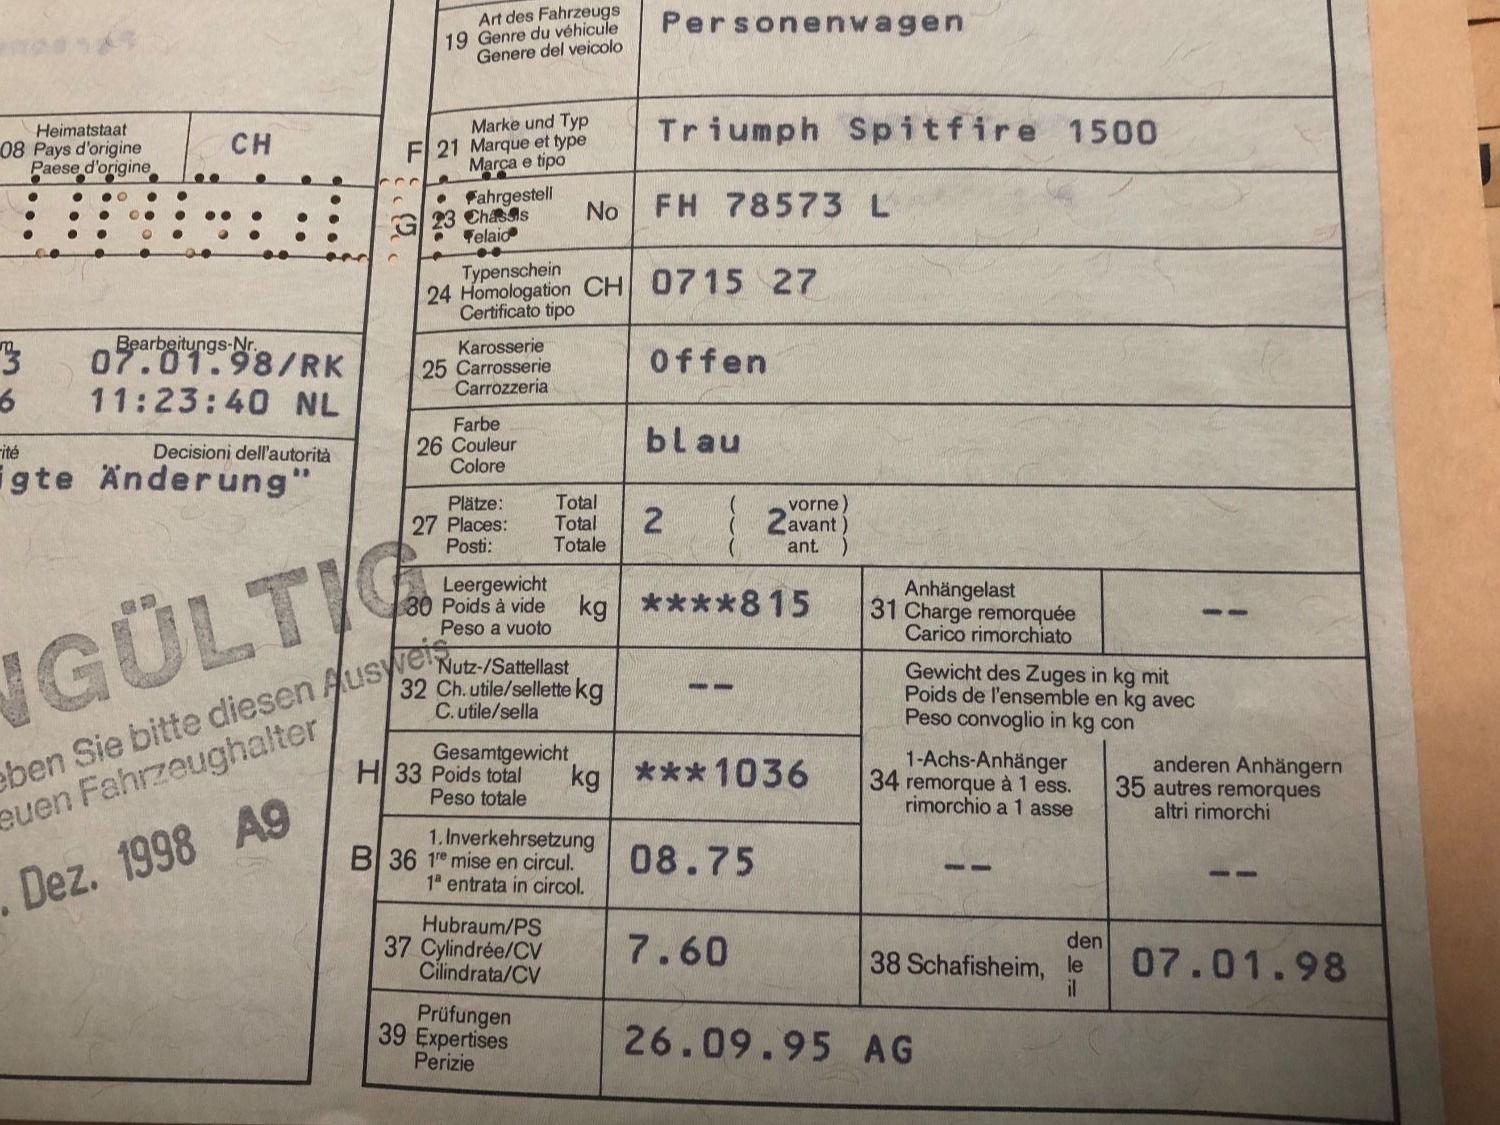 19 Art des Fahrzeugs
Genre du véhicule
Genere del veicolo
Personenwagen
08 Heimatstaat
Pays d'origine
Paese d'origine
CH
F 21 Marke und Typ
Marque et type
Marca e tipo
Triumph Spitfire 1500
G 23 Fahrgestell
Châssis
Telaio
No
FH 78573 L
24 Typenschein
Homologation
Certificato tipo
CH
0715 27
Bearbeitungs-Nr.
3 07.01.98/RK
6 11:23:40 NL
25 Karosserie
Carrosserie
Carrozzeria
Offen
Decisioni dell'autorità
igte Änderung"
26 Farbe
Couleur
Colore
blau
27 Plätze: Total
Places: Total
Posti: Totale
2 ( 2 vorne )
( avant )
( ant. )
NGÜLTIG
eben Sie bitte diesen Ausweis
euen Fahrzeughalter
. Dez. 1998 A9
30 Leergewicht
Poids à vide
Peso a vuoto
kg
****815
31 Anhängelast
Charge remorquée
Carico rimorchiato
--
32 Nutz-/Sattellast
Ch. utile/sellette
C. utile/sella
kg
--
Gewicht des Zuges in kg mit
Poids de l'ensemble en kg avec
Peso convoglio in kg con
H 33 Gesamtgewicht
Poids total
Peso totale
kg
***1036
34 1-Achs-Anhänger
remorque à 1 ess.
rimorchio a 1 asse
--
35 anderen Anhängern
autres remorques
altri rimorchi
--
B 36 1. Inverkehrsetzung
1re mise en circul.
1a entrata in circol.
08.75
37 Hubraum/PS
Cylindrée/CV
Cilindrata/CV
7.60
38 Schafisheim,
den
le
il
07.01.98
39 Prüfungen
Expertises
Perizie
26.09.95 AG